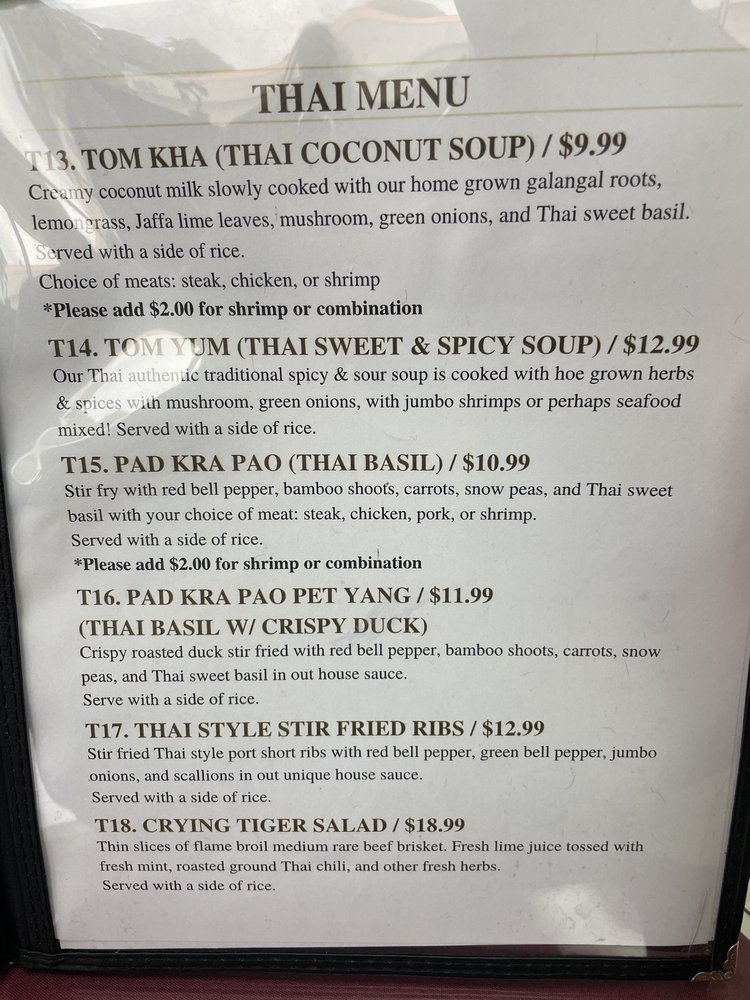 THAI MENU
T13. TOM KHA (THAI COCONUT SOUP) / $9.99
Creamy coconut milk slowly cooked with our home grown galangal roots,
lemongrass, Jaffa lime leaves, mushroom, green onions, and Thai sweet basil.
Served with a side of rice.
Choice of meats: steak, chicken, or shrimp
*Please add $2.00 for shrimp or combination
T14. TOM YUM (THAI SWEET & SPICY SOUP) / $12.99
Our Thai authentic traditional spicy & sour soup is cooked with hoe grown herbs
& spices with mushroom, green onions, with jumbo shrimps or perhaps seafood
mixed! Served with a side of rice.
T15. PAD KRA PAO (THAI BASIL) / $10.99
Stir fry with red bell pepper, bamboo shoots, carrots, snow peas, and Thai sweet
basil with your choice of meat: steak, chicken, pork, or shrimp.
Served with a side of rice.
*Please add $2.00 for shrimp or combination
T16. PAD KRA PAO PET YANG / $11.99
(THAI BASIL W/ CRISPY DUCK)
Crispy roasted duck stir fried with red bell pepper, bamboo shoots, carrots, snow
peas, and Thai sweet basil in out house sauce.
Serve with a side of rice.
T17. THAI STYLE STIR FRIED RIBS / $12.99
Stir fried Thai style port short ribs with red bell pepper, green bell pepper, jumbo
onions, and scallions in out unique house sauce.
Served with a side of rice.
T18. CRYING TIGER SALAD / $18.99
Thin slices of flame broil medium rare beef brisket. Fresh lime juice tossed with
fresh mint, roasted ground Thai chili, and other fresh herbs.
Served with a side of rice.